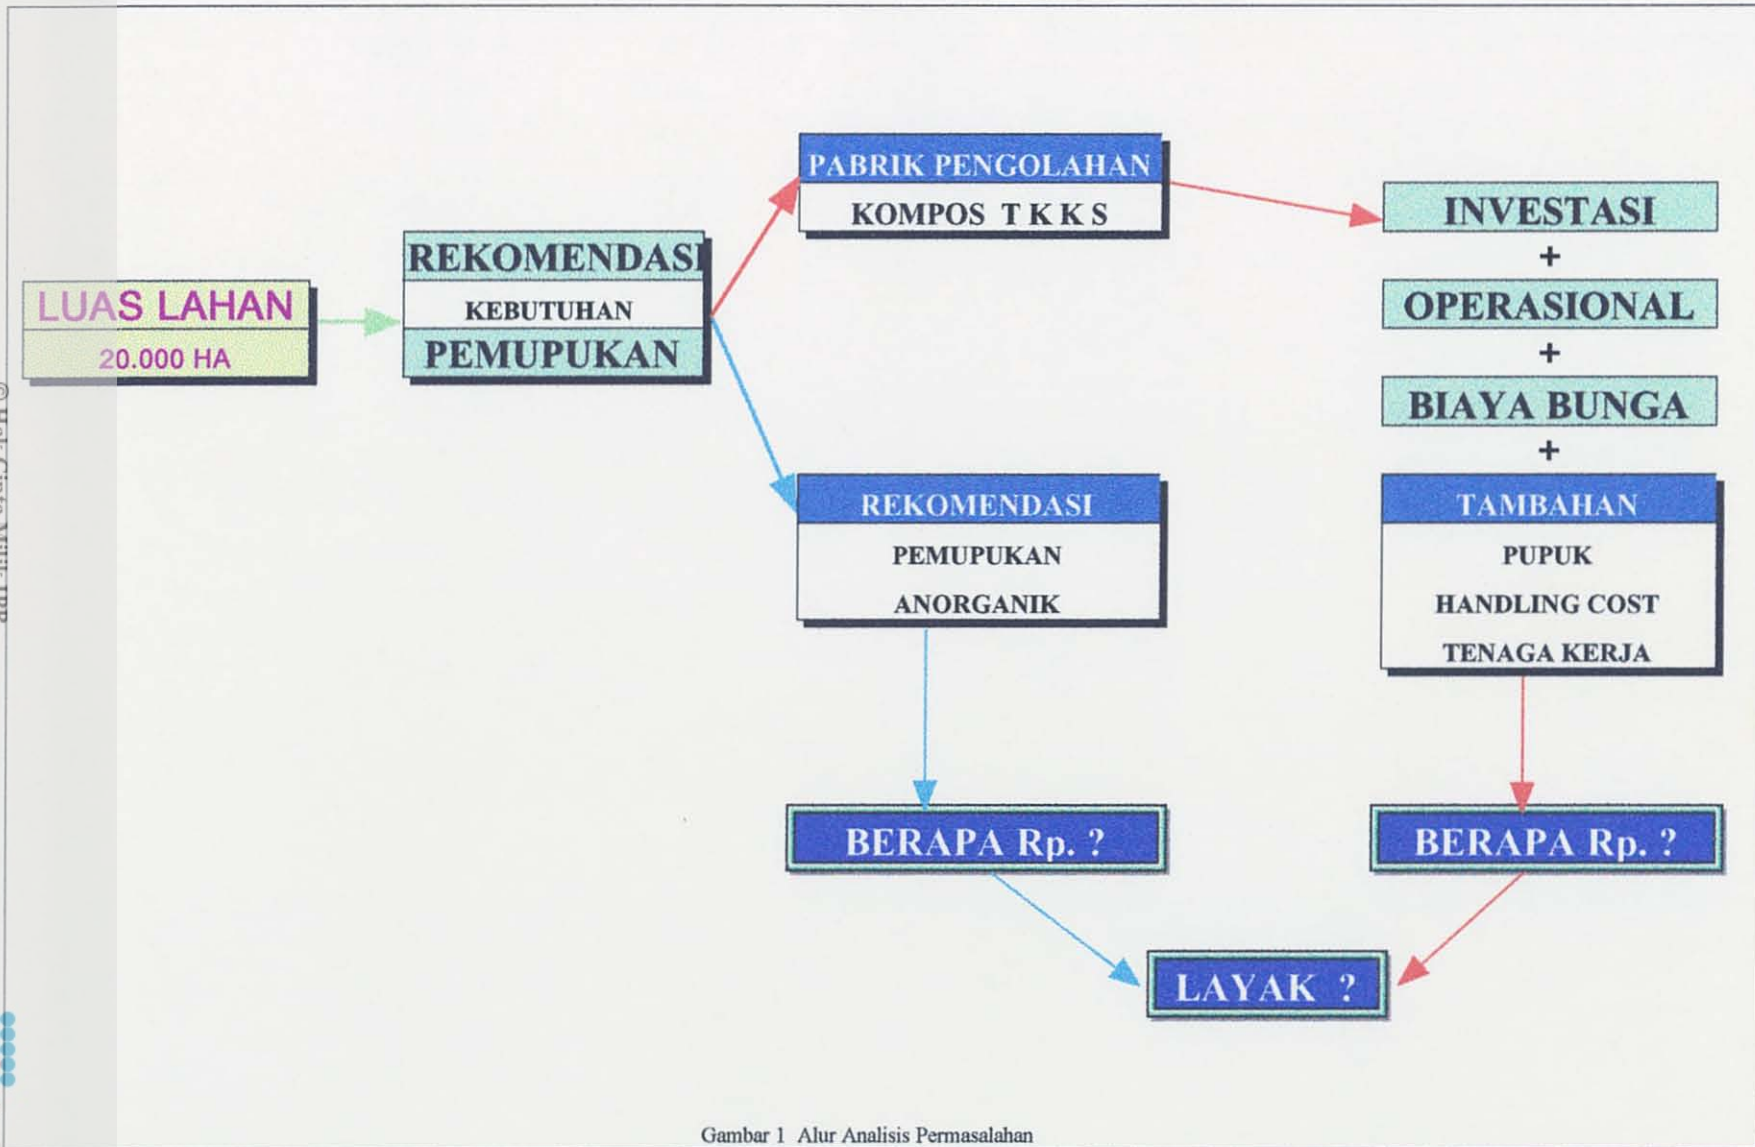 LUAS LAHAN
20.000 HA
REKOMENDASI
KEBUTUHAN
PEMUPUKAN
PABRIK PENGOLAHAN
KOMPOS T K K S
REKOMENDASI
PEMUPUKAN
ANORGANIK
BERAPA Rp. ?
INVESTASI
+
OPERASIONAL
+
BIAYA BUNGA
+
TAMBAHAN
PUPUK
HANDLING COST
TENAGA KERJA
BERAPA Rp. ?
LAYAK ?
Gambar 1 Alur Analisis Permasalahan